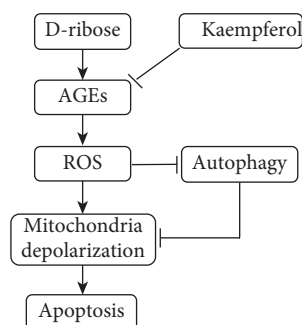 D-ribose
Kaempferol
AGEs
ROS
Autophagy
Mitochondria
depolarization
Apoptosis